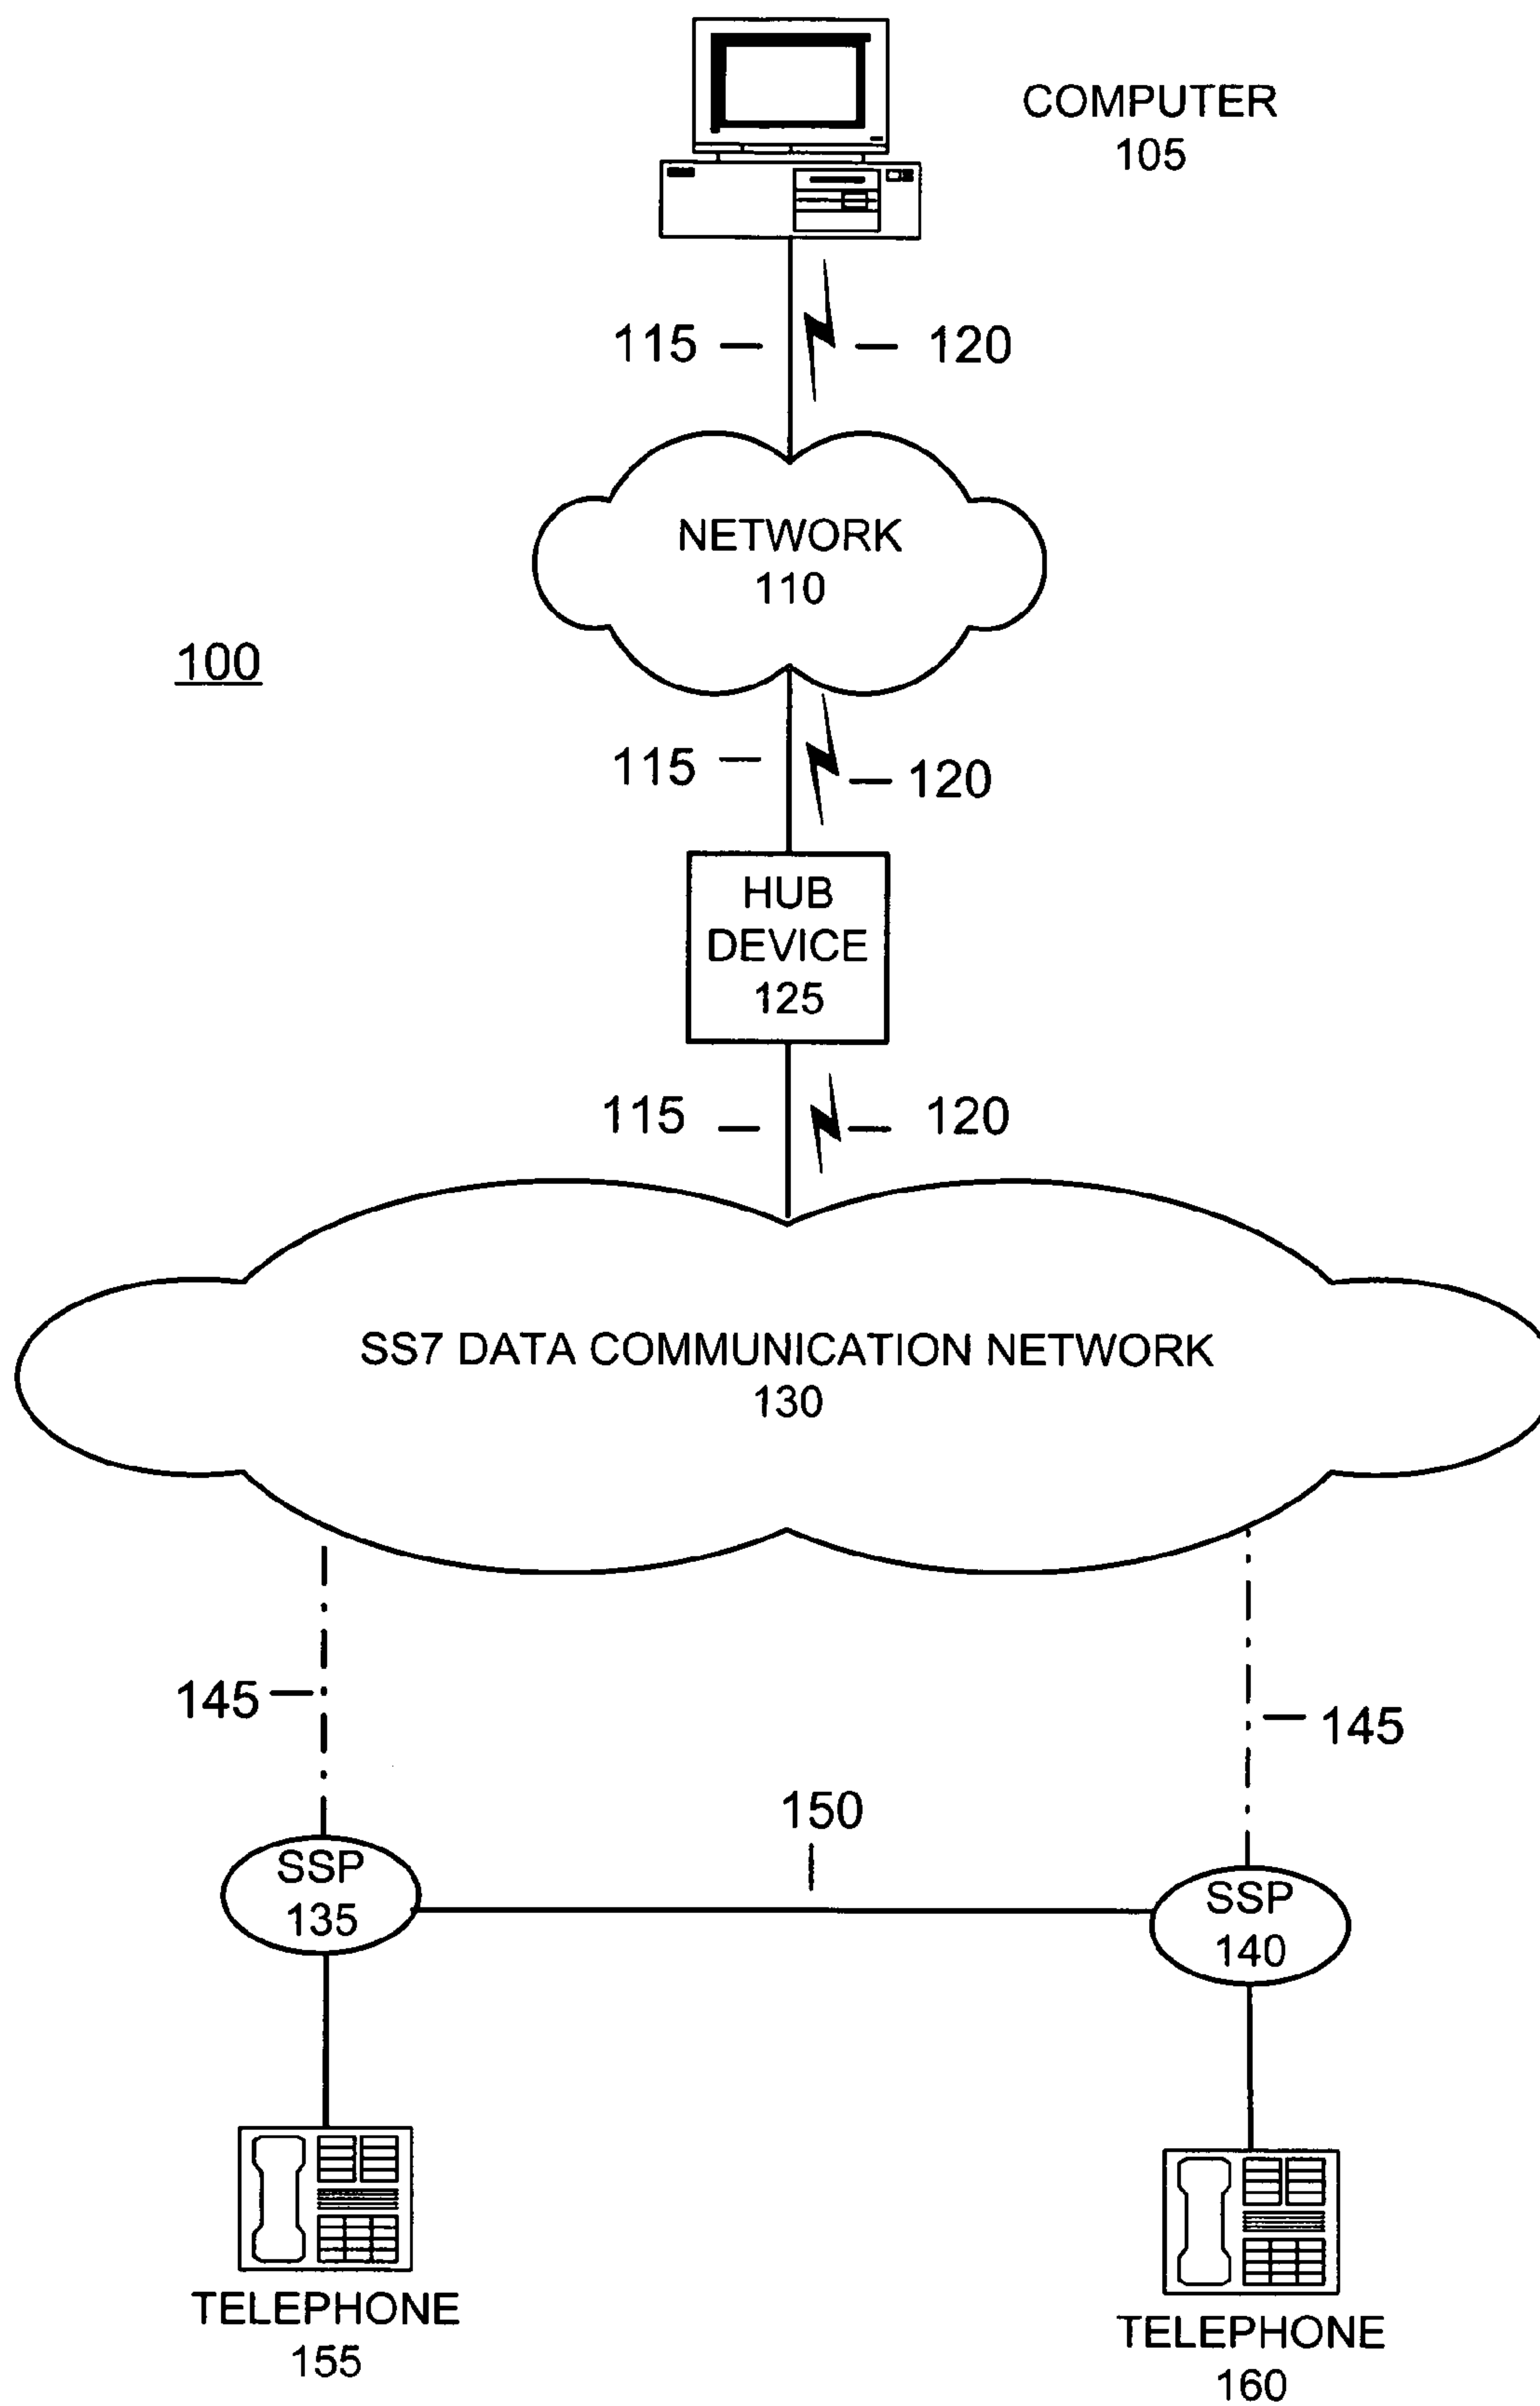 COMPUTER
105
115
120
NETWORK
110
100
115
120
HUB
DEVICE
125
115
120
SS7 DATA COMMUNICATION NETWORK
130
145
145
150
SSP
135
SSP
140
TELEPHONE
155
TELEPHONE
160